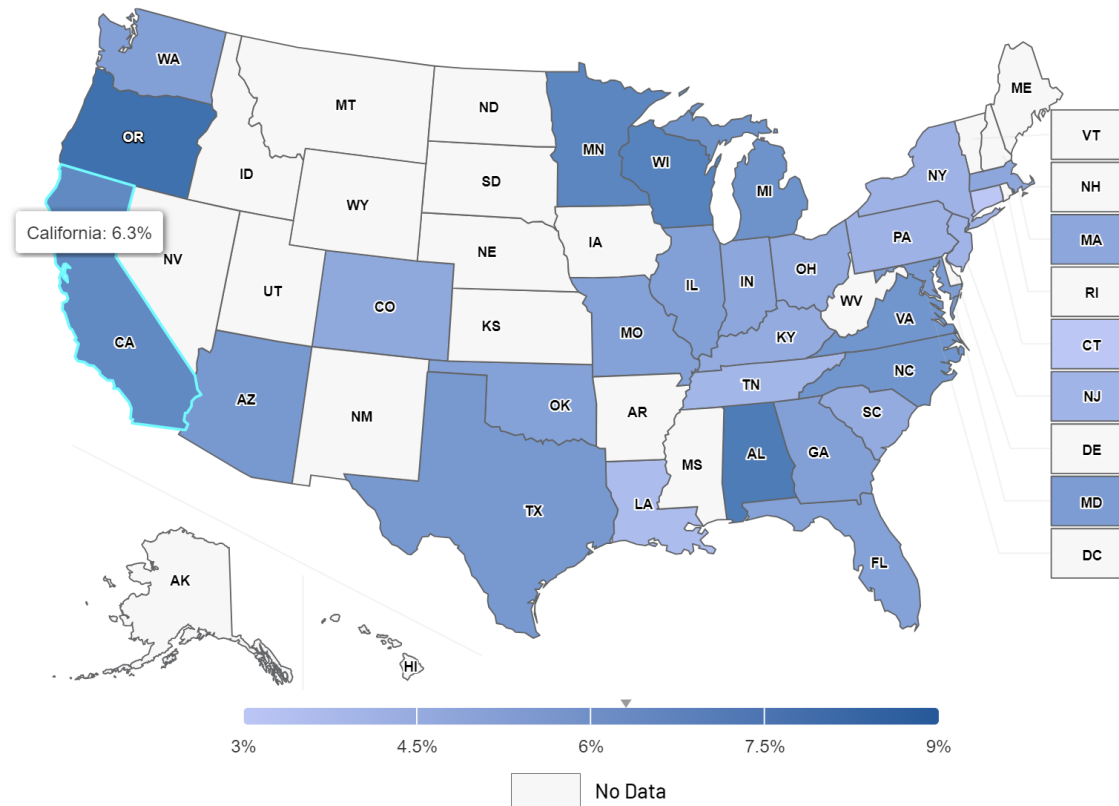 WA
OR
California: 6.3%
CA
NV
ID
MT
WY
UT
AZ
CO
NM
ND
SD
NE
KS
OK
TX
MN
IA
MO
AR
LA
WI
IL
MI
IN
OH
KY
TN
MS
AL
GA
FL
SC
NC
VA
WV
PA
NY
ME
VT
NH
MA
RI
CT
NJ
DE
MD
DC
AK
HI
3%
4.5%
6%
7.5%
9%
No Data